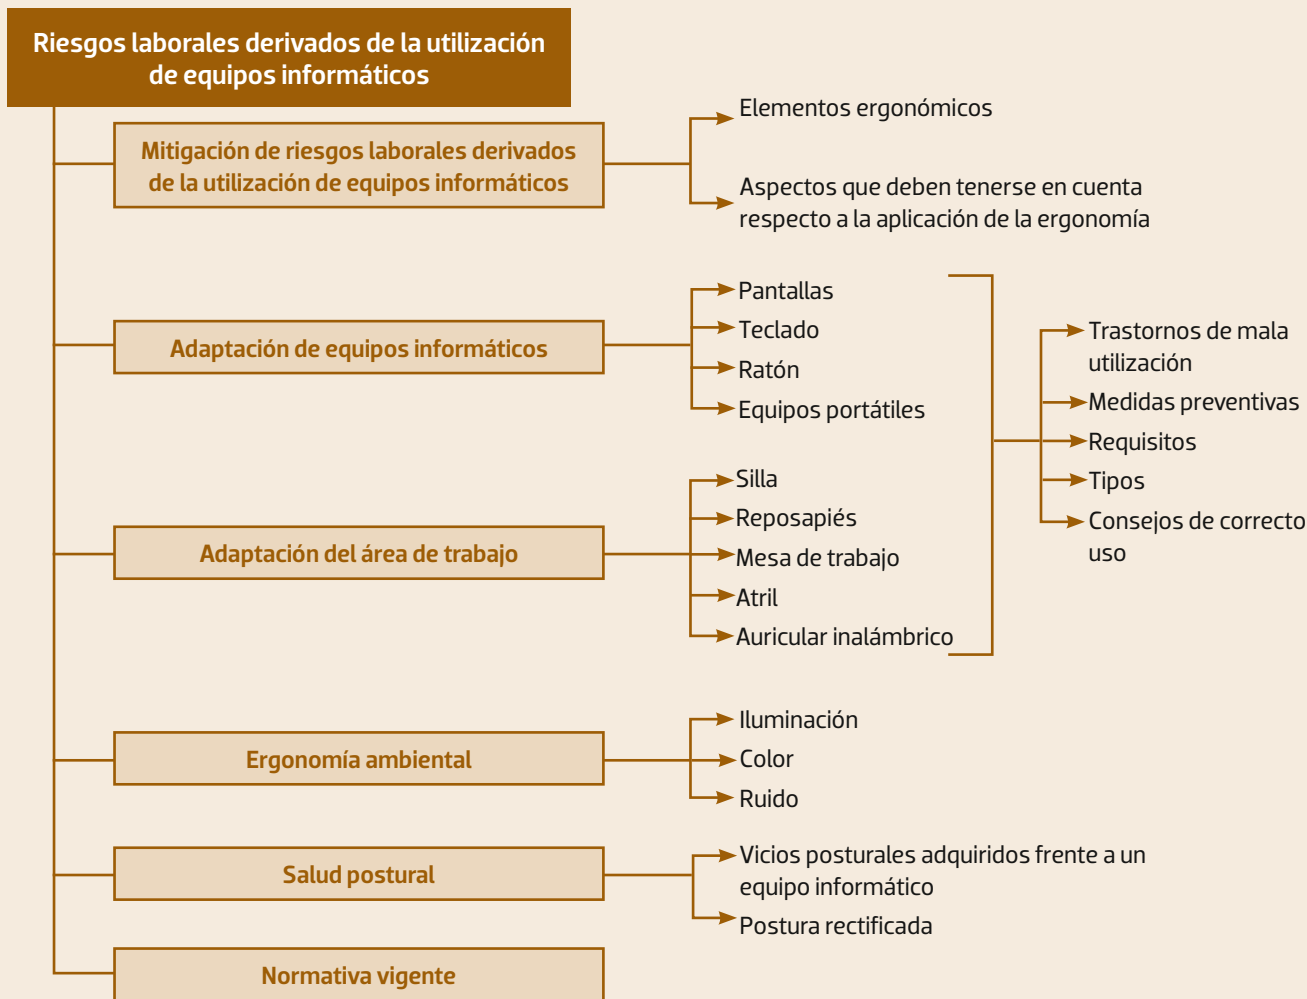 Riesgos laborales derivados de la utilización
de equipos informáticos
Mitigación de riesgos laborales derivados
de la utilización de equipos informáticos
Elementos ergonómicos
Aspectos que deben tenerse en cuenta
respecto a la aplicación de la ergonomía
Adaptación de equipos informáticos
Pantallas
Teclado
Ratón
Equipos portátiles
Adaptación del área de trabajo
Silla
Reposapiés
Mesa de trabajo
Atril
Auricular inalámbrico
Trastornos de mala
utilización
Medidas preventivas
Requisitos
Tipos
Consejos de correcto
uso
Ergonomía ambiental
Iluminación
Color
Ruido
Salud postural
Vicios posturales adquiridos frente a un
equipo informático
Postura rectificada
Normativa vigente